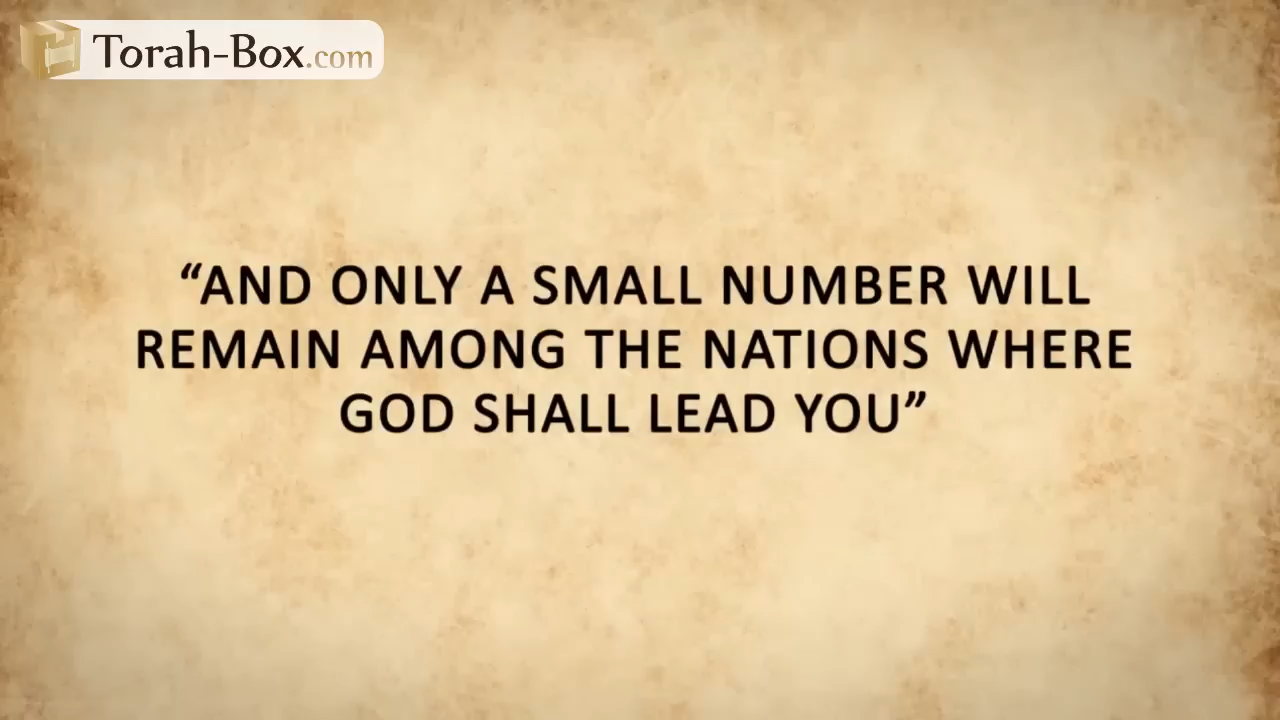 Torah-Box.com
“AND ONLY A SMALL NUMBER WILL
REMAIN AMONG THE NATIONS WHERE
GOD SHALL LEAD YOU”